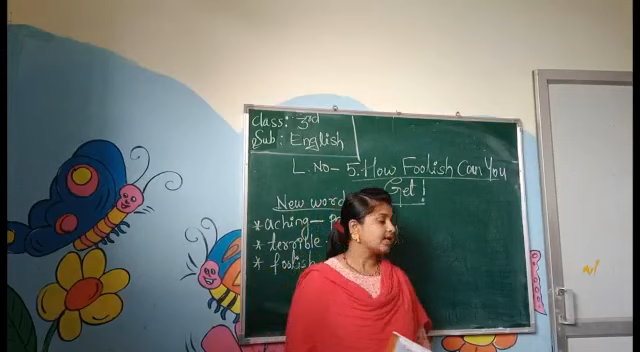 class: 3rd
Sub: English
L. No- 5. How Foolish Can You
Get!
New word
* aching-
* terrible
* foolish